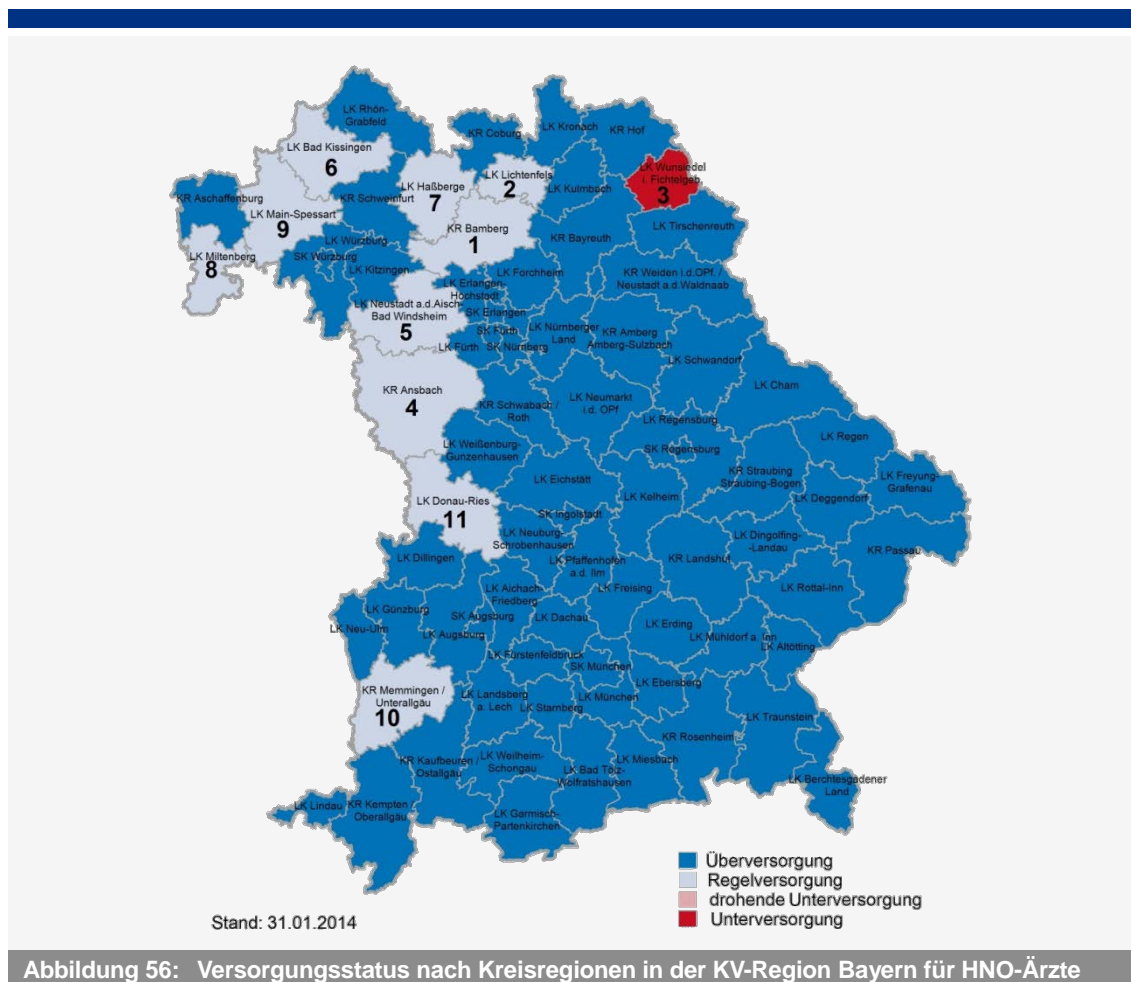 LK Rhön-
Grabfeld
KR Coburg
LK Kronach
KR Hof
LK Bad Kissingen
6
LK Wunsiedel
i. Fichtelgeb.
3
LK Lichtenfels
2
LK Haßberge
7
LK Kulmbach
KR Aschaffenburg
KR Schweinfurt
LK Main-Spessart
9
KR Bamberg
1
KR Bayreuth
LK Tirschenreuth
LK Miltenberg
8
LK Würzburg
SK Würzburg
LK Kitzingen
LK Forchheim
KR Weiden i.d.OPf. /
Neustadt a.d.Waldnaab
LK Erlangen-
Höchstadt
LK Neustadt a.d.Aisch-
Bad Windsheim
5
SK Erlangen
SK Fürth
LK Fürth
SK Nürnberg
LK Nürnberger
Land
KR Amberg
Amberg-Sulzbach
LK Schwandorf
LK Cham
KR Ansbach
4
KR Schwabach /
Roth
LK Neumarkt
i.d. OPf
LK Regensburg
SK Regensburg
LK Regen
LK Weißenburg-
Gunzenhausen
LK Eichstätt
LK Kelheim
KR Straubing
Straubing-Bogen
LK Deggendorf
LK Freyung-
Grafenau
LK Donau-Ries
11
SK Ingolstadt
LK Neuburg-
Schrobenhausen
LK Pfaffenhofen
a.d. Ilm
KR Landshut
LK Dingolfing-
Landau
KR Passau
LK Dillingen
LK Aichach-
Friedberg
LK Freising
LK Rottal-Inn
LK Günzburg
SK Augsburg
LK Dachau
LK Erding
LK Neu-Ulm
LK Augsburg
LK Mühldorf a. Inn
LK Altötting
LK Fürstenfeldbruck
SK München
LK Ebersberg
KR Memmingen /
Unterallgäu
10
LK Landsberg
a. Lech
LK Starnberg
LK München
LK Traunstein
KR Rosenheim
KR Kaufbeuren /
Ostallgäu
LK Weilheim-
Schongau
LK Bad Tölz-
Wolfratshausen
LK Miesbach
LK Berchtesgadener
Land
LK Lindau
KR Kempten /
Oberallgäu
LK Garmisch-
Partenkirchen
Überversorgung
Regelversorgung
drohende Unterversorgung
Unterversorgung
Stand: 31.01.2014
Abbildung 56: Versorgungsstatus nach Kreisregionen in der KV-Region Bayern für HNO-Ärzte